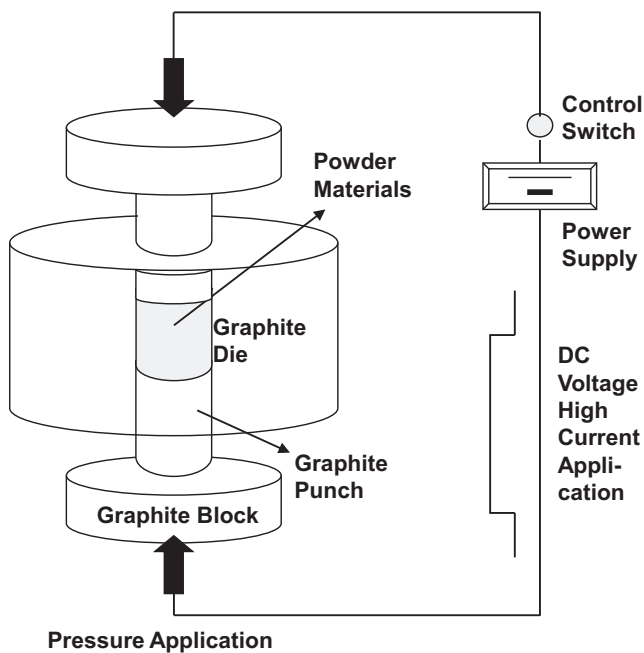 Control
Switch
Powder
Materials
Power
Supply
Graphite
Die
DC
Voltage
High
Current
Appli-
cation
Graphite
Punch
Graphite Block
Pressure Application